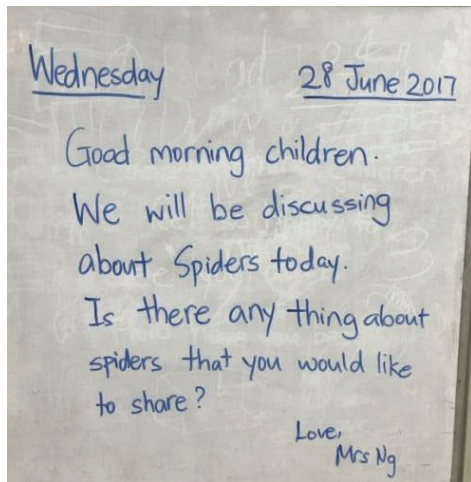 Wednesday 28 June 2017
Good morning children.
We will be discussing
about Spiders today.
Is there any thing about
spiders that you would like
to share?
Love,
Mrs Ng